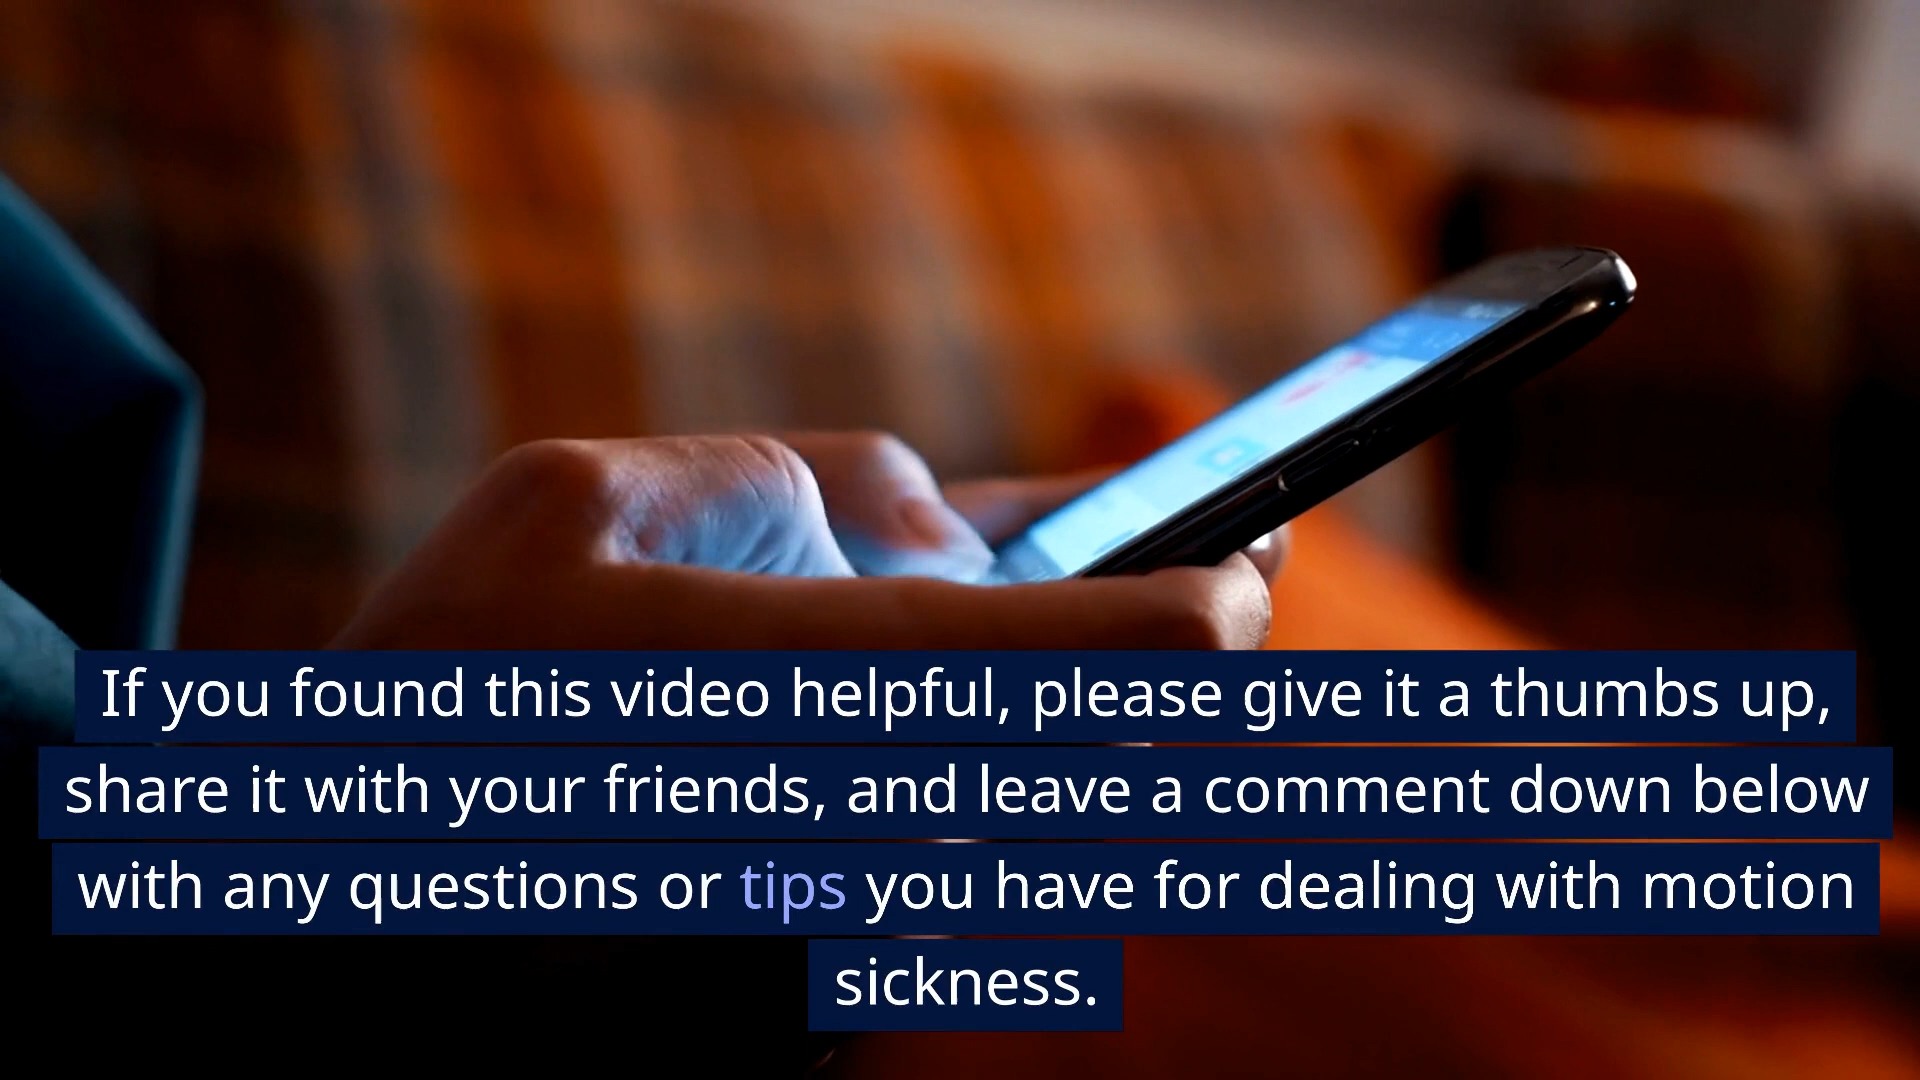 If you found this video helpful, please give it a thumbs up,
share it with your friends, and leave a comment down below
with any questions or tips you have for dealing with motion
sickness.